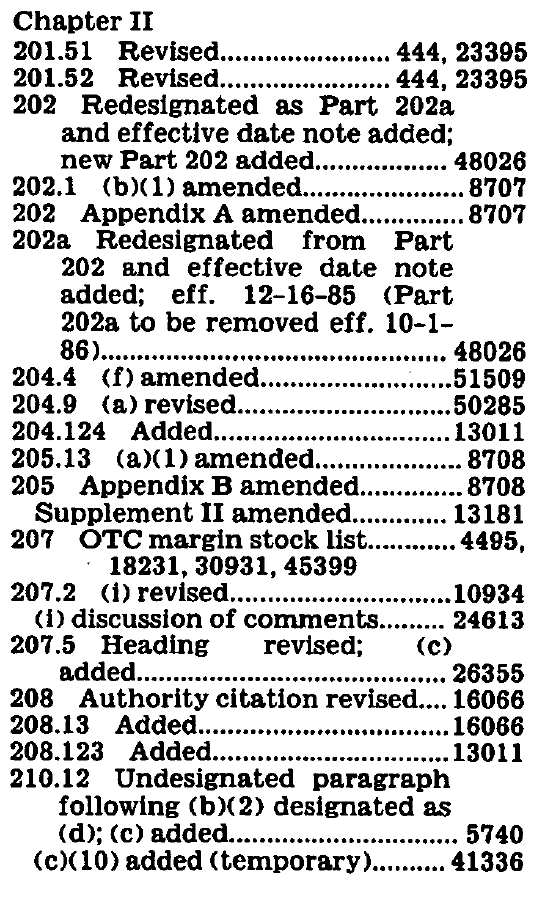 Chapter II
201.51 Revised........................ 444, 23395
201.52 Revised........................ 444, 23395
202 Redesignated as Part 202a
and effective date note added;
new Part 202 added................... 48026
202.1 (b)(1) amended........................ 8707
202 Appendix A amended............... 8707
202a Redesignated from Part
202 and effective date note
added; eff. 12-16-85 (Part
202a to be removed eff. 10-1-
86)................................................. 48026
204.4 (f) amended...........................51509
204.9 (a) revised..............................50285
204.124 Added..................................13011
205.13 (a)(1) amended..................... 8708
205 Appendix B amended............... 8708
Supplement II amended.............. 13181
207 OTC margin stock list............. 4495,
18231, 30931, 45399
207.2 (i) revised................................10934
(i) discussion of comments......... 24613
207.5 Heading revised; (c)
added............................................. 26355
208 Authority citation revised.... 16066
208.13 Added....................................16066
208.123 Added..................................13011
210.12 Undesignated paragraph
following (b)(2) designated as
(d); (c) added................................. 5740
(c)(10) added (temporary).......... 41336